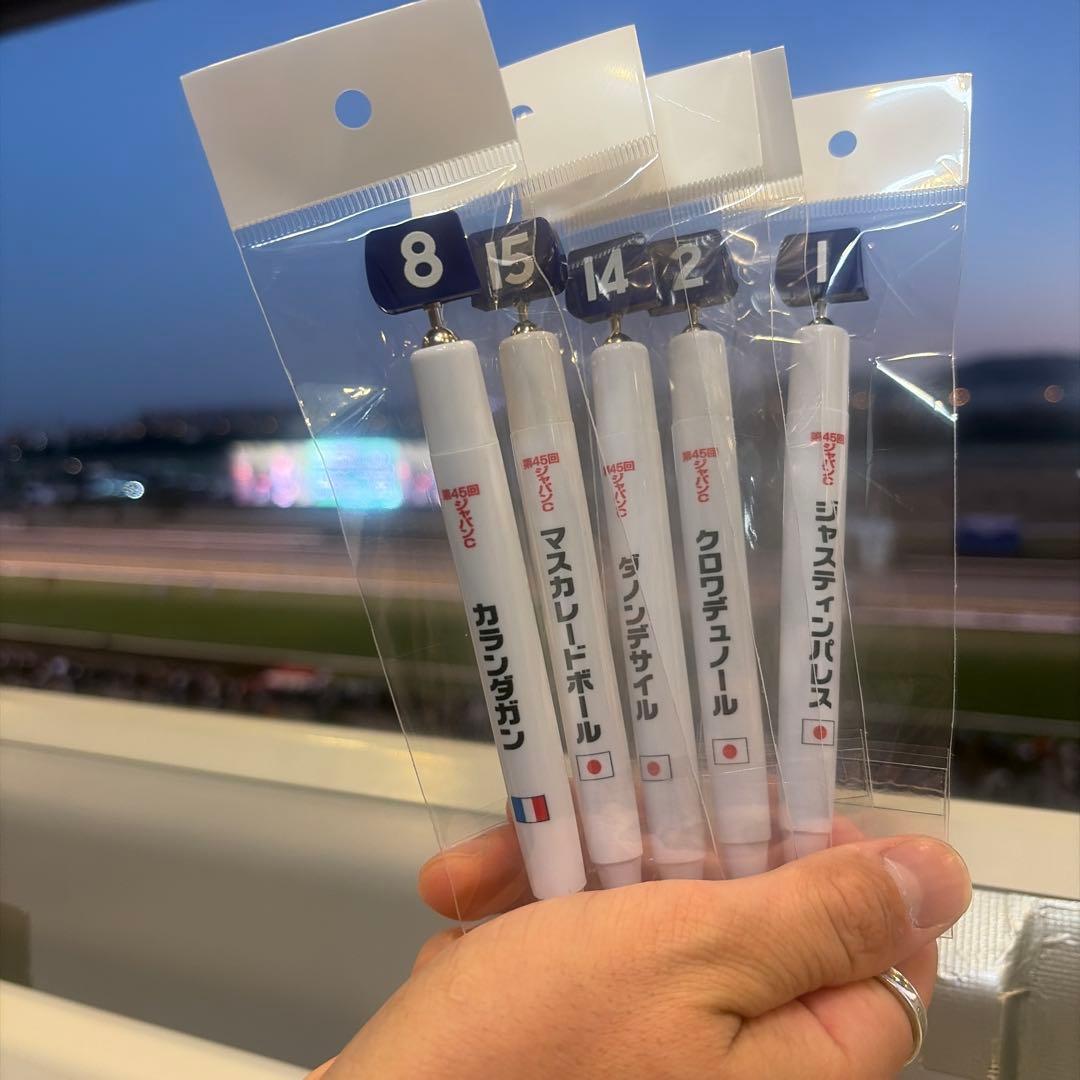 8
第45回
ジャパンC
カランダガン
15
第45回
ジャパンC
マスカレードボール
14
第45回
ジャパンC
ダノンデサイル
2
第45回
ジャパンC
クロワデュノール
1
第45回
ジャパンC
ジャスティンパレス